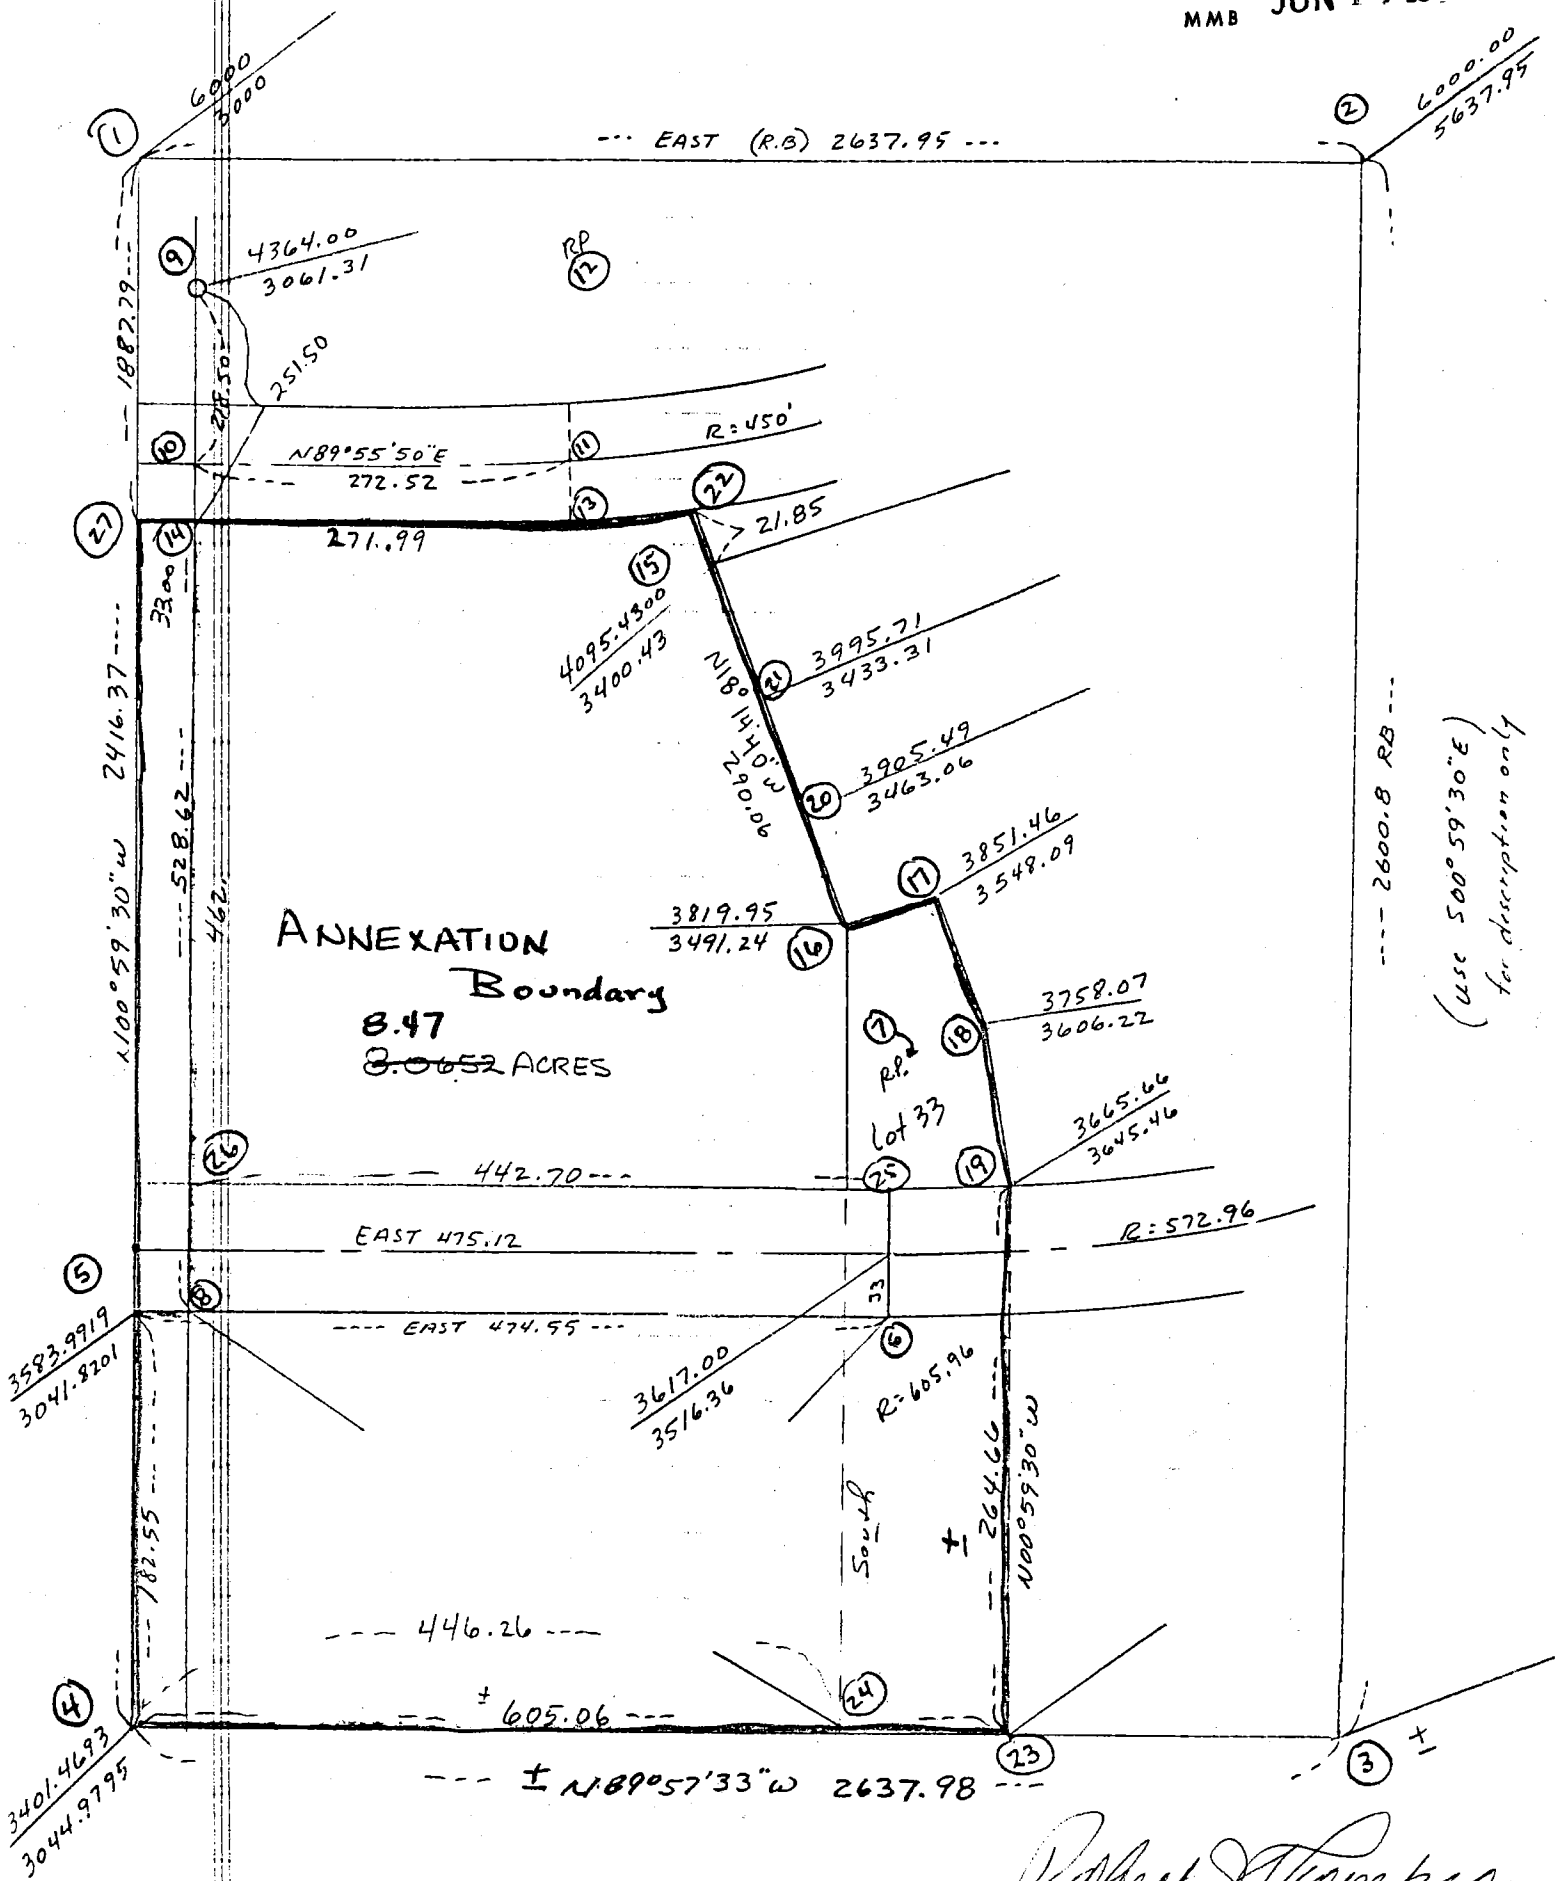 MMB JUN
6000
3000
1
2
6000.00
5637.95
--- EAST (R.B) 2637.95 ---
9
4364.00
3061.31
RP
12
-- 1887.79 ---
218.50
251.50
10
N89°55'50"E
272.52
11
R=450'
27
14
13
22
271.99
21.85
33.00
15
4095.4300
3400.43
N18°14'40"W
290.06
21
3995.71
3433.31
20
3905.49
3463.06
N100°59'30"W 2416.37 ----
---- 528.62 ---
462
---- 2600.8 RB ---
(use S00°59'30"E)
for description only
ANNEXATION
Boundary
8.47
8.0652 ACRES
3819.95
3491.24
16
17
3851.46
3548.09
7
R.P.
18
3758.07
3606.22
Lot 33
3665.66
3645.46
26
442.70 ---
25
19
EAST 475.12
R=572.96
5
8
33
---- EAST 474.55 ---
6
R=605.96
3583.9919
3041.8201
3617.00
3516.36
--- 182.55 ---
South
± -- 264.66 ---
N00°59'30"W
--- 446.26 ---
4
± 605.06 ---
24
23
3
±
3401.4693
3044.9795
--- ± N89°57'33"W 2637.98 ---